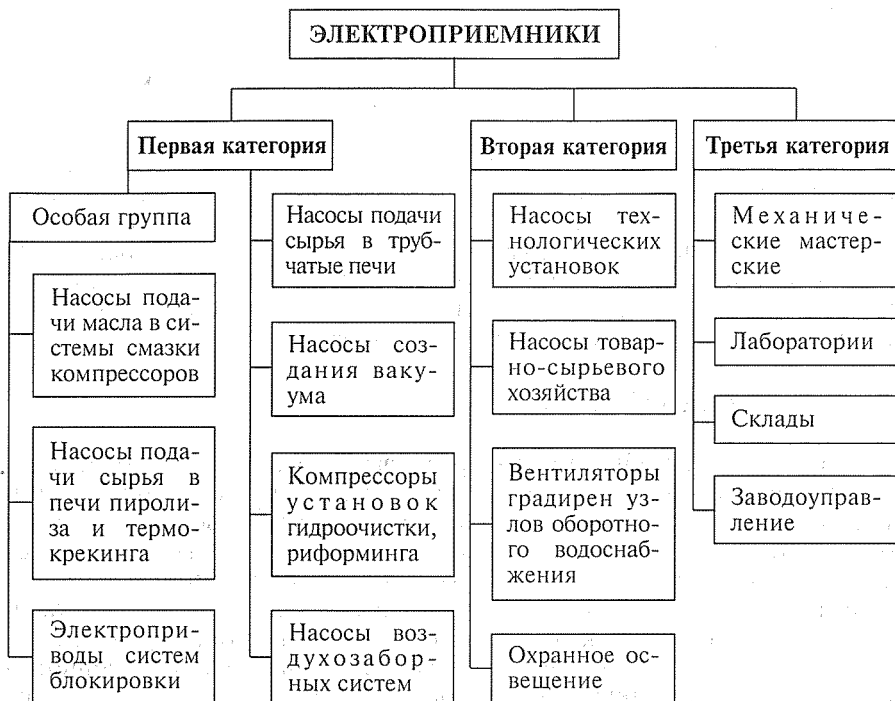 ЭЛЕКТРОПРИЕМНИКИ
Первая категория
Особая группа
Насосы пода-
чи масла в си-
стемы смазки
компрессоров
Насосы пода-
чи сырья в
печи пироли-
за и термо-
крекинга
Электропри-
воды систем
блокировки
Насосы подачи
сырья в труб-
чатые печи
Насосы соз-
дания ваку-
ума
Компрессоры
установок
гидроочистки,
риформинга
Насосы воз-
духозабор-
ных систем
Вторая категория
Насосы тех-
нологических
установок
Насосы товар-
но-сырьевого
хозяйства
Вентиляторы
градирен уз-
лов оборотно-
го водоснаб-
жения
Охранное ос-
вещение
Третья категория
Механиче-
ские мастер-
ские
Лаборатории
Склады
Заводоуправ-
ление